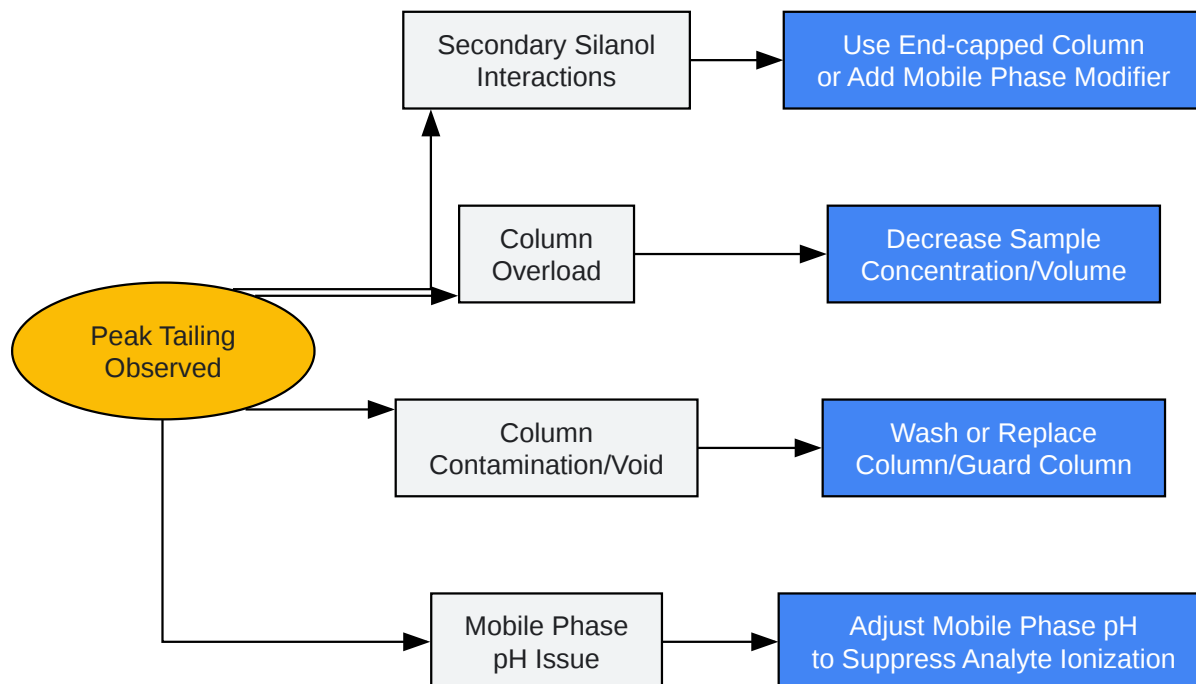 Secondary Silanol
Interactions
Use End-capped Column
or Add Mobile Phase Modifier
Column
Overload
Decrease Sample
Concentration/Volume
Peak Tailing
Observed
Column
Contamination/Void
Wash or Replace
Column/Guard Column
Mobile Phase
pH Issue
Adjust Mobile Phase pH
to Suppress Analyte Ionization